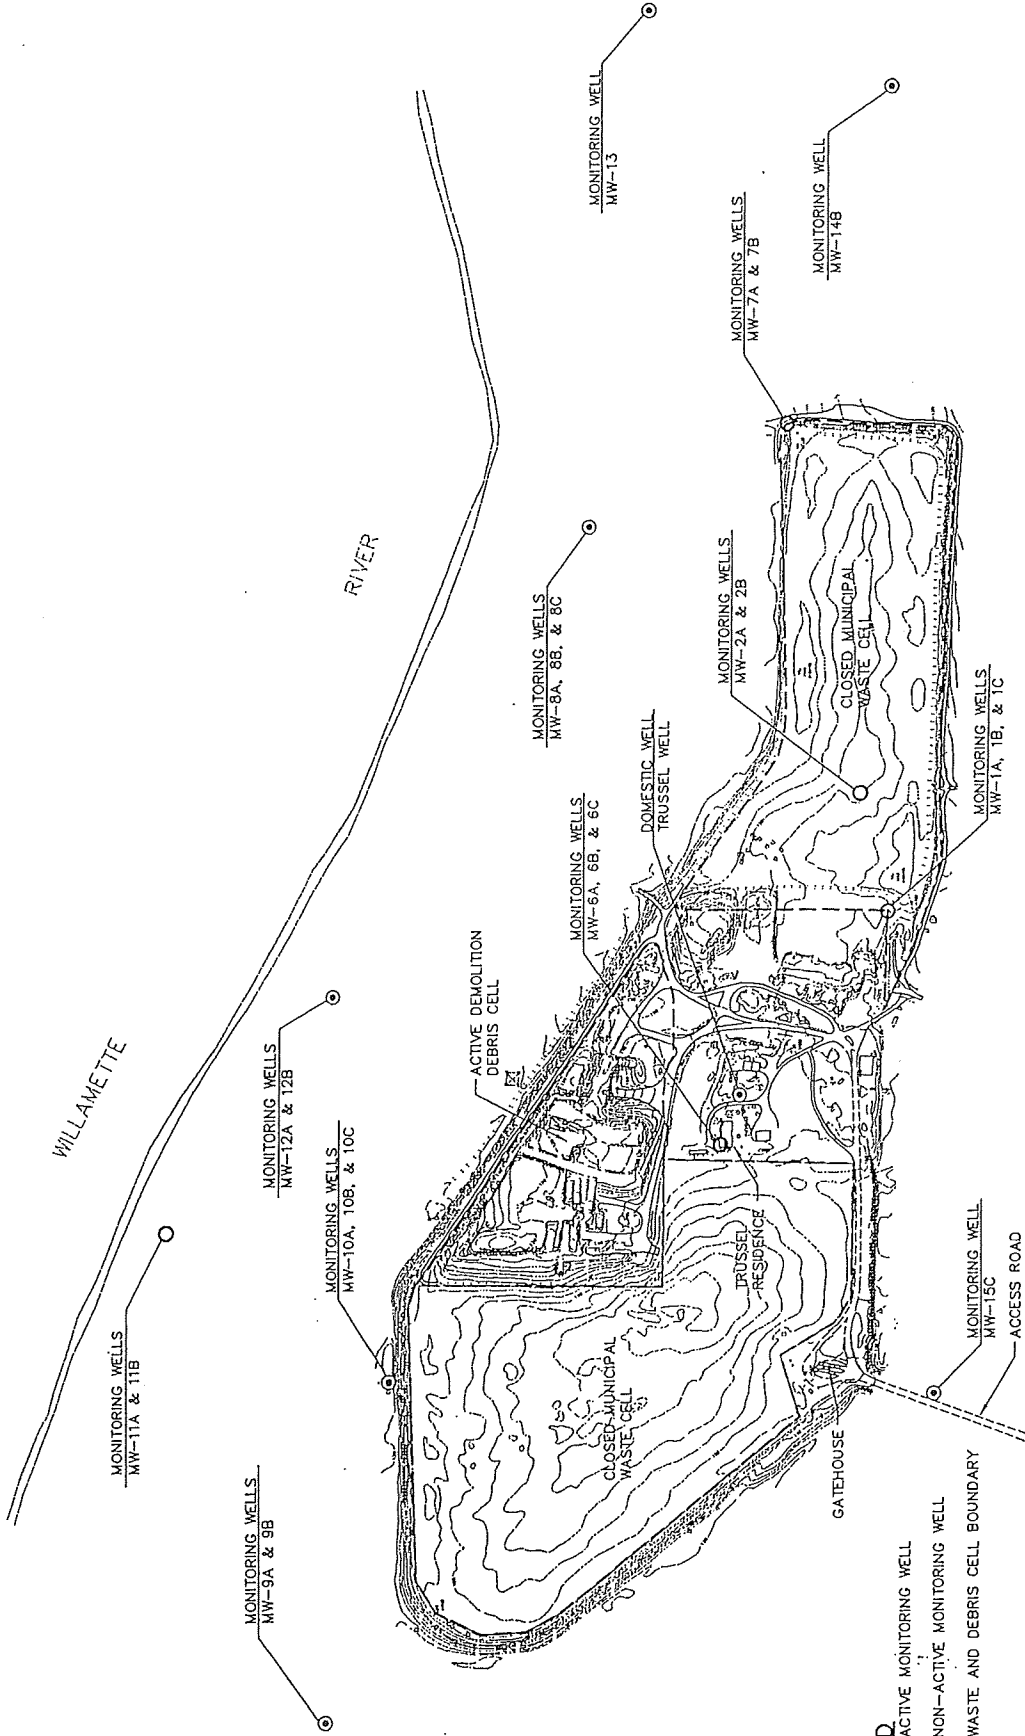 WILLAMETTE
RIVER
MONITORING WELLS
MW-9A & 9B
MONITORING WELLS
MW-11A & 11B
MONITORING WELLS
MW-10A, 10B, & 10C
MONITORING WELLS
MW-12A & 12B
ACTIVE DEMOLITION
DEBRIS CELL
MONITORING WELLS
MW-6A, 6B, & 6C
DOMESTIC WELL
TRUSSEL WELL
MONITORING WELLS
MW-8A, 8B, & 8C
MONITORING WELLS
MW-2A & 2B
MONITORING WELLS
MW-7A & 7B
MONITORING WELL
MW-13
MONITORING WELL
MW-14B
CLOSED MUNICIPAL
WASTE CELL
TRUSSEL
RESIDENCE
CLOSED MUNICIPAL
WASTE CELL
MONITORING WELLS
MW-1A, 1B, & 1C
GATEHOUSE
MONITORING WELL
MW-15C
ACCESS ROAD
ACTIVE MONITORING WELL
NON-ACTIVE MONITORING WELL
WASTE AND DEBRIS CELL BOUNDARY